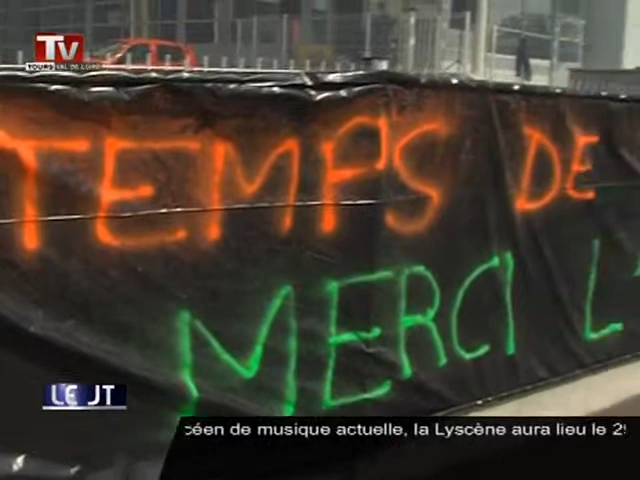 TV
TOURS VAL DE LOIRE
TEMPS DE
MERCI L'
LE JT
céen de musique actuelle, la Lyscène aura lieu le 2